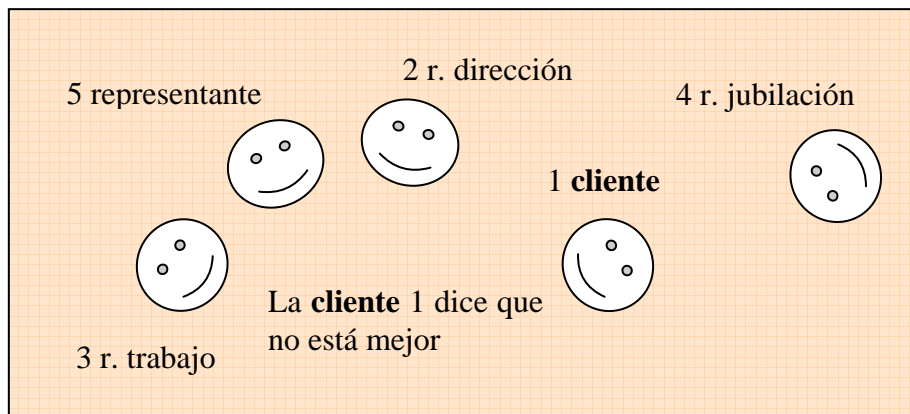 2 r. dirección
5 representante
4 r. jubilación
1 cliente
La cliente 1 dice que
no está mejor
3 r. trabajo